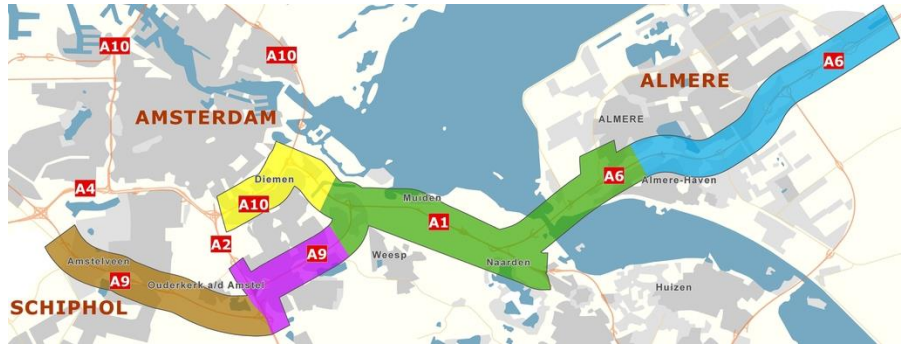 A10
A10
A6
ALMERE
AMSTERDAM
ALMERE
Diemen
A6
Almere-Haven
A4
Muiden
A10
A1
A2
A9
Weesp
Amstelveen
Naarden
A9
Ouderkerk a/d Amstel
Huizen
SCHIPHOL